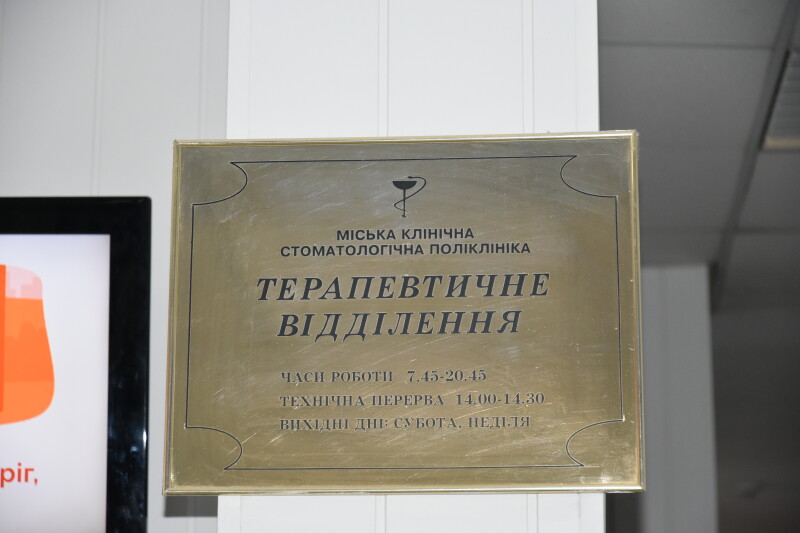 МІСЬКА КЛІНІЧНА
СТОМАТОЛОГІЧНА ПОЛІКЛІНІКА
ТЕРАПЕВТИЧНЕ
ВІДДІЛЕННЯ
ЧАСИ РОБОТИ 7.45-20.45
ТЕХНІЧНА ПЕРЕРВА 14.00-14.30
ВИХІДНІ ДНІ: СУБОТА, НЕДІЛЯ
ріг,